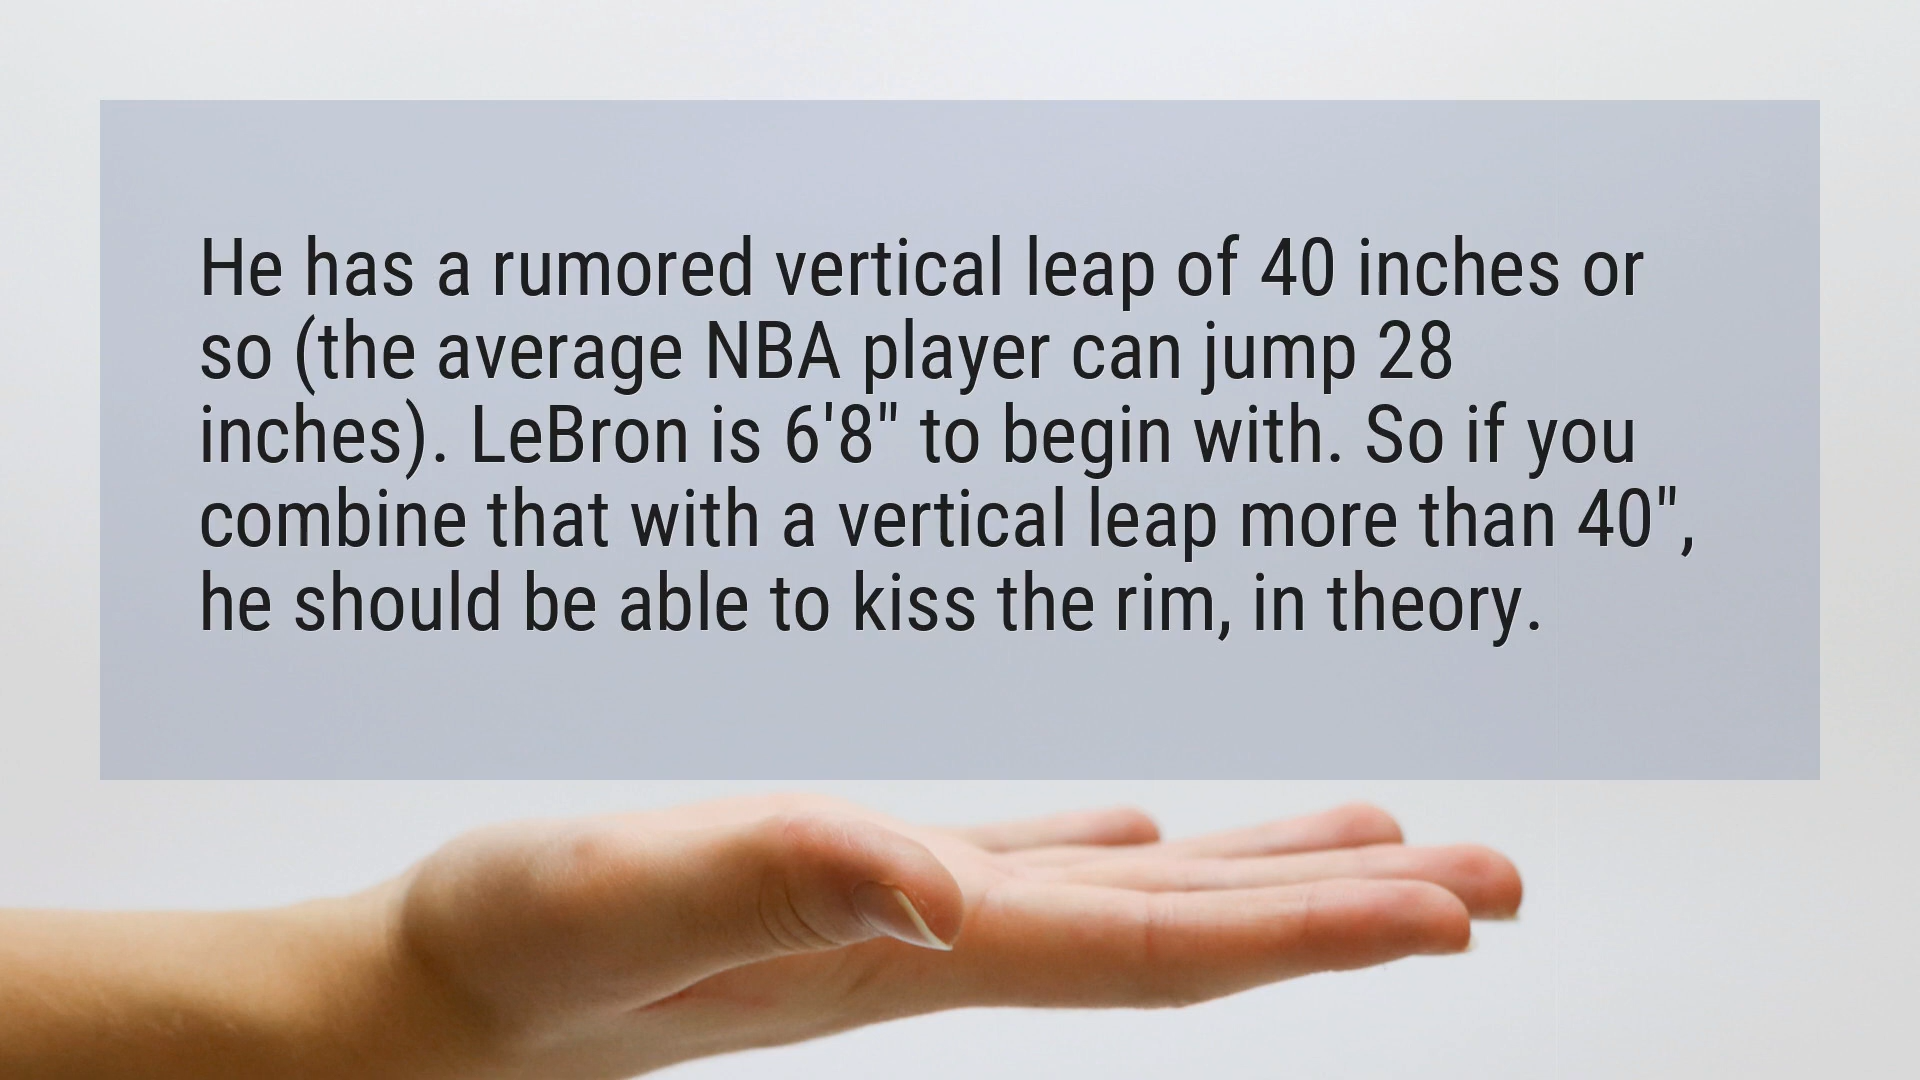 He has a rumored vertical leap of 40 inches or
so (the average NBA player can jump 28
inches). LeBron is 6'8" to begin with. So if you
combine that with a vertical leap more than 40",
he should be able to kiss the rim, in theory.